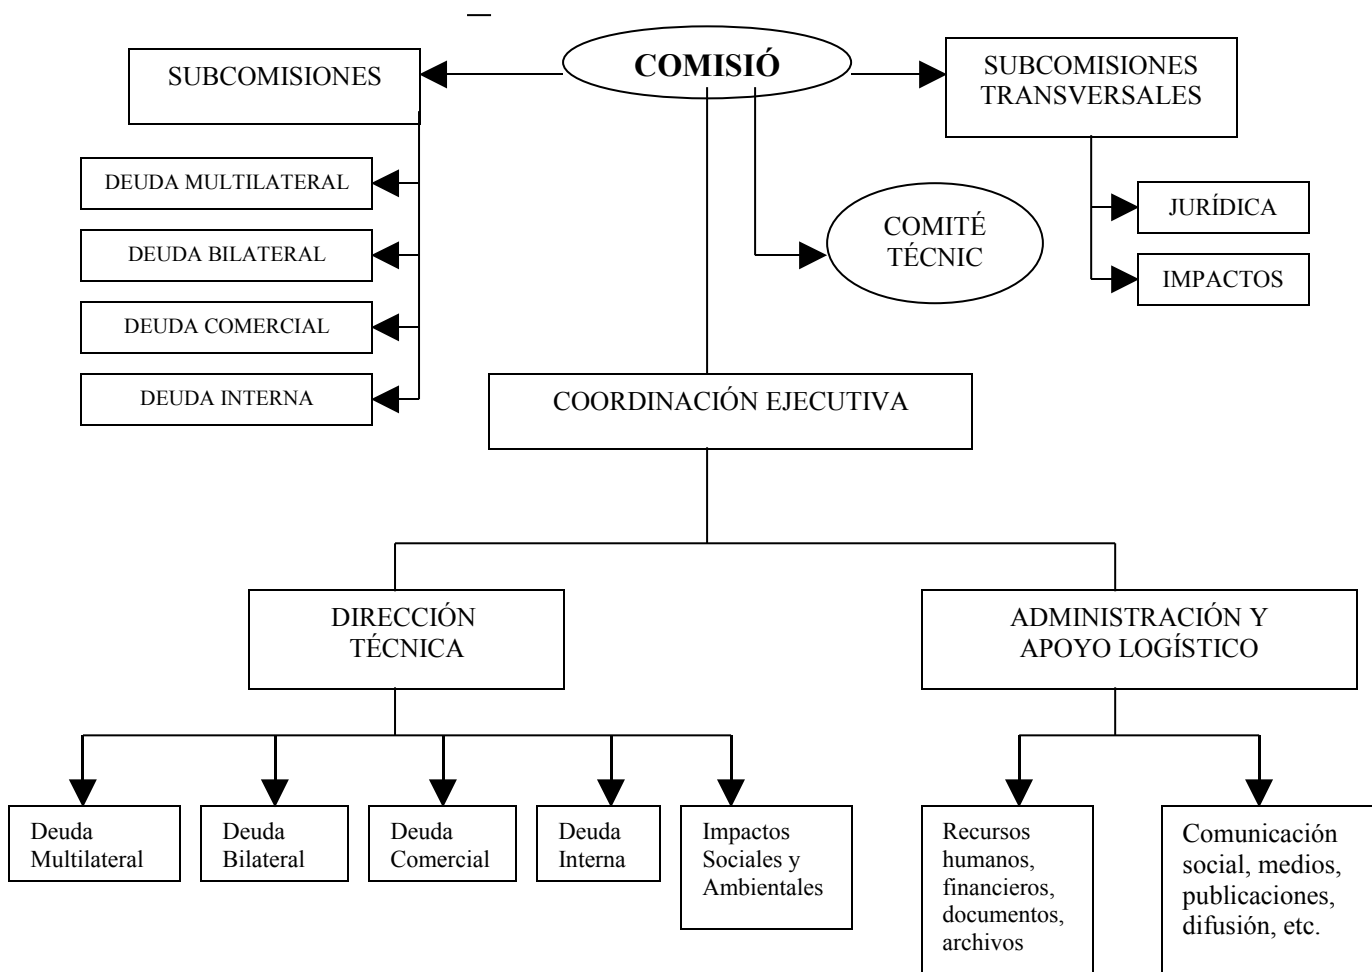 COMISIÓ
SUBCOMISIONES
SUBCOMISIONES
TRANSVERSALES
DEUDA MULTILATERAL
DEUDA BILATERAL
DEUDA COMERCIAL
DEUDA INTERNA
COMITÉ
TÉCNIC
JURÍDICA
IMPACTOS
COORDINACIÓN EJECUTIVA
DIRECCIÓN
TÉCNICA
ADMINISTRACIÓN Y
APOYO LOGÍSTICO
Deuda
Multilateral
Deuda
Bilateral
Deuda
Comercial
Deuda
Interna
Impactos
Sociales y
Ambientales
Recursos
humanos,
financieros,
documentos,
archivos
Comunicación
social, medios,
publicaciones,
difusión, etc.